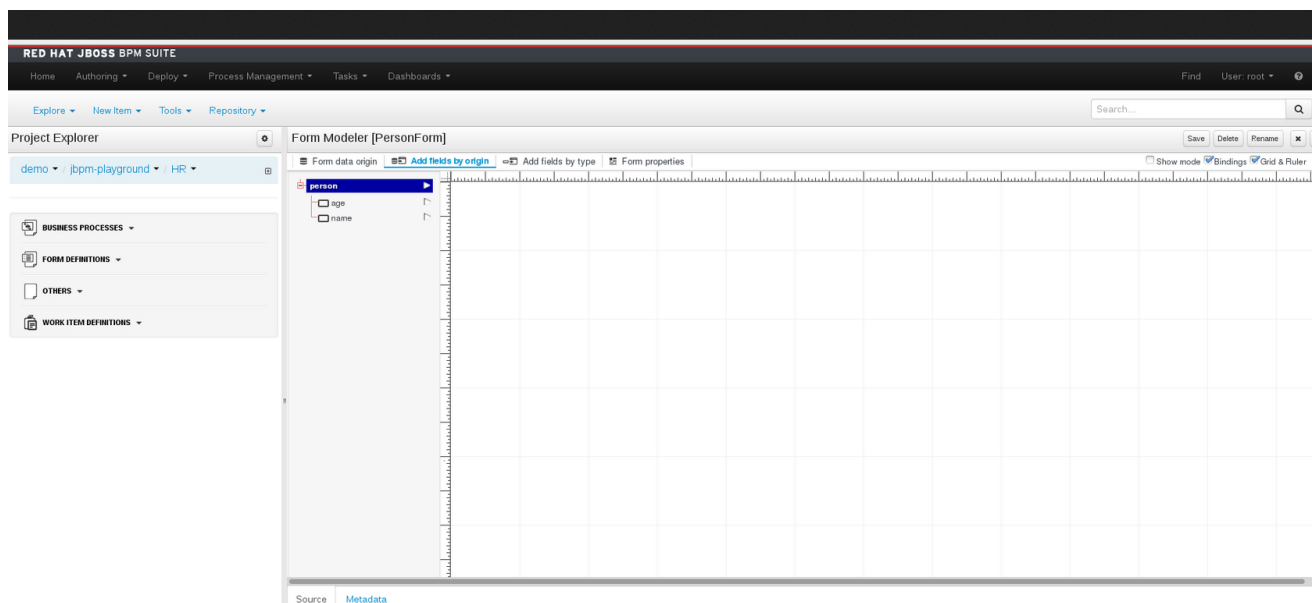 RED HAT JBOSS BPM SUITE
Home Authoring Deploy Process Management Tasks Dashboards Find User: root ?
Explore New Item Tools Repository Search...
Project Explorer Form Modeler [PersonForm] Save Delete Rename x
demo / jbpm-playground / HR Form data origin Add fields by origin Add fields by type Form properties Show mode Bindings Grid & Ruler
person
age
name
BUSINESS PROCESSES
FORM DEFINITIONS
OTHERS
WORK ITEM DEFINITIONS
Source Metadata